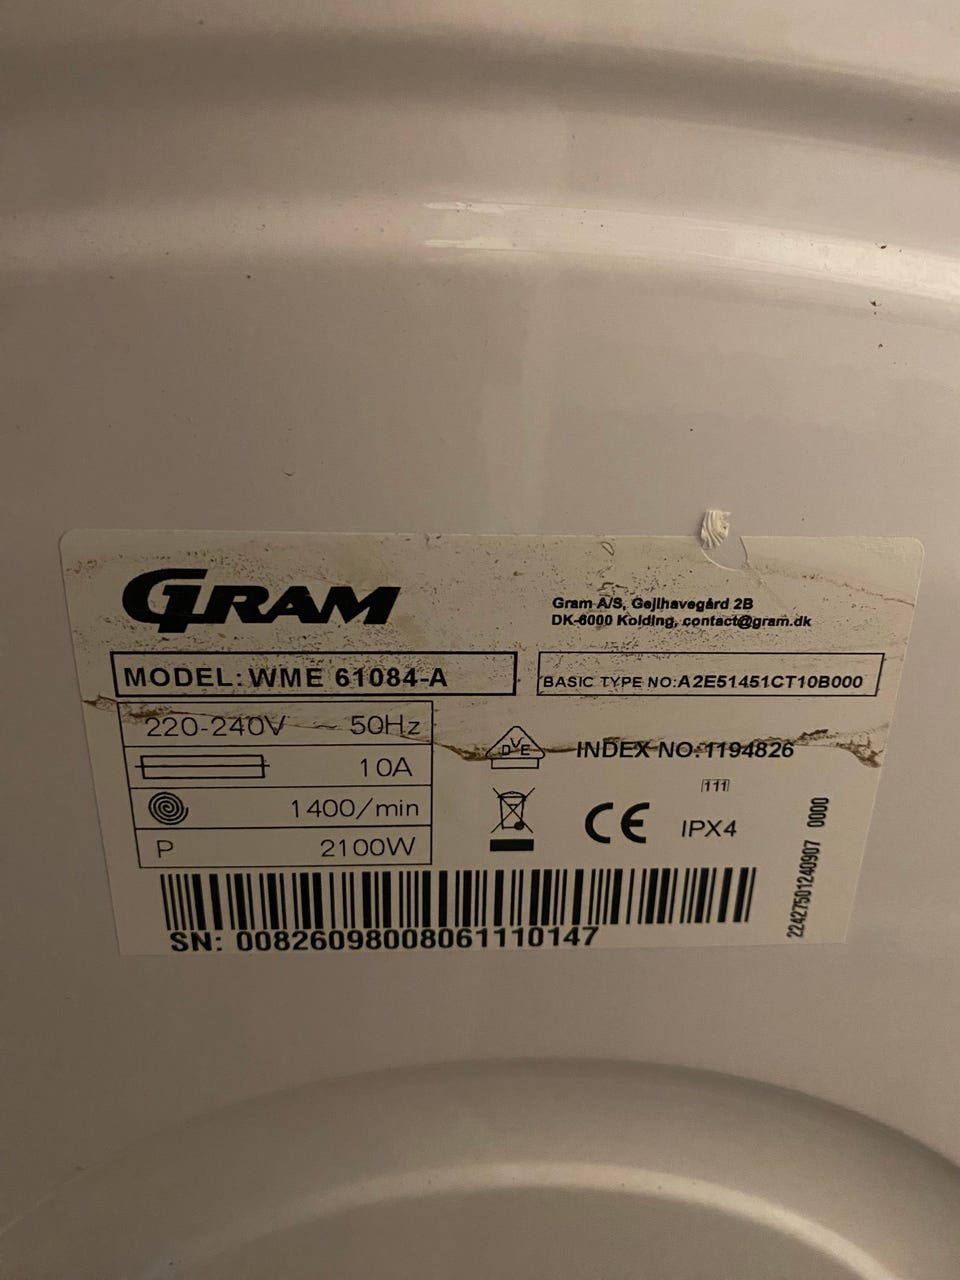 GRAM
Gram A/S, Gejlhavegård 2B
DK-6000 Kolding, contact@gram.dk
MODEL: WME 61084-A
BASIC TYPE NO:A2E51451CT10B000
220-240V ~ 50Hz
10A
1400/min
P 2100W
DVE
INDEX NO: 1194826
111
CE IPX4
22427501240907 0000
SN: 00826098008061110147